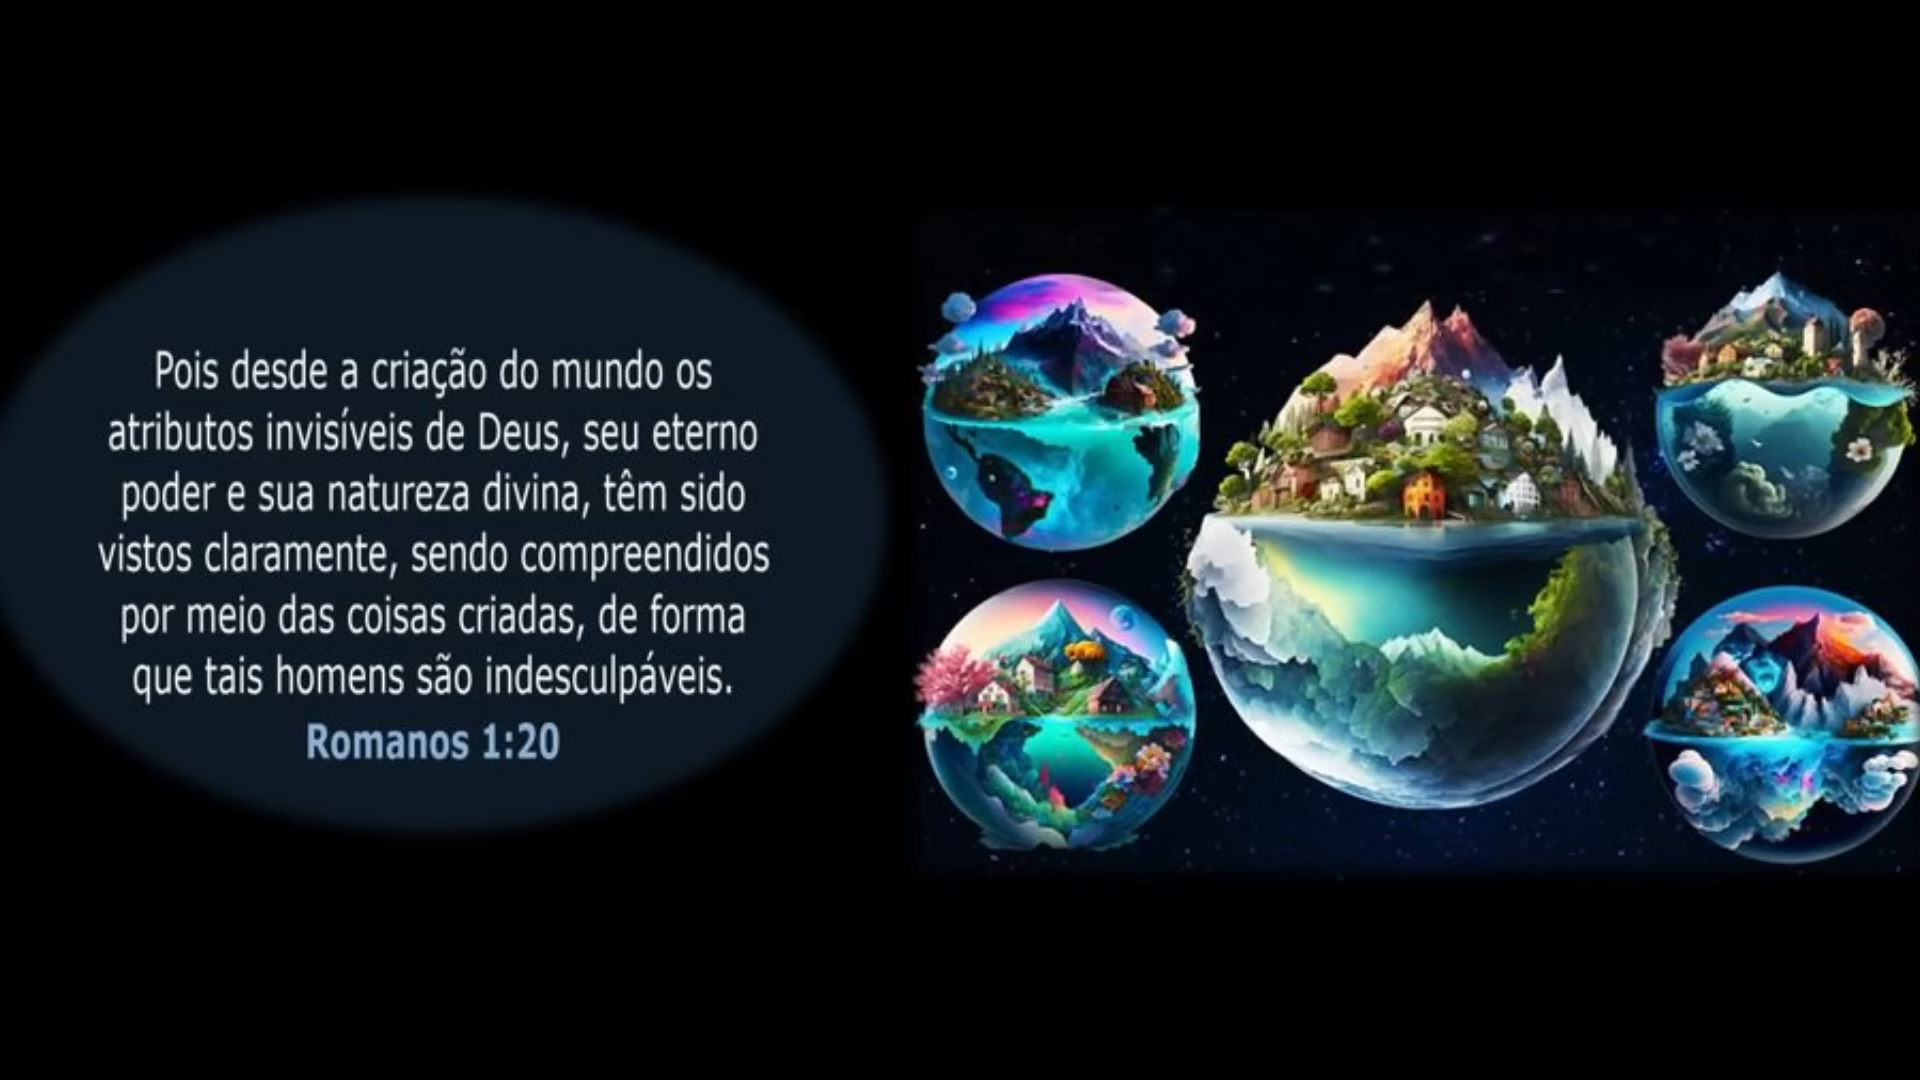 Pois desde a criação do mundo os
atributos invisíveis de Deus, seu eterno
poder e sua natureza divina, têm sido
vistos claramente, sendo compreendidos
por meio das coisas criadas, de forma
que tais homens são indesculpáveis.
Romanos 1:20